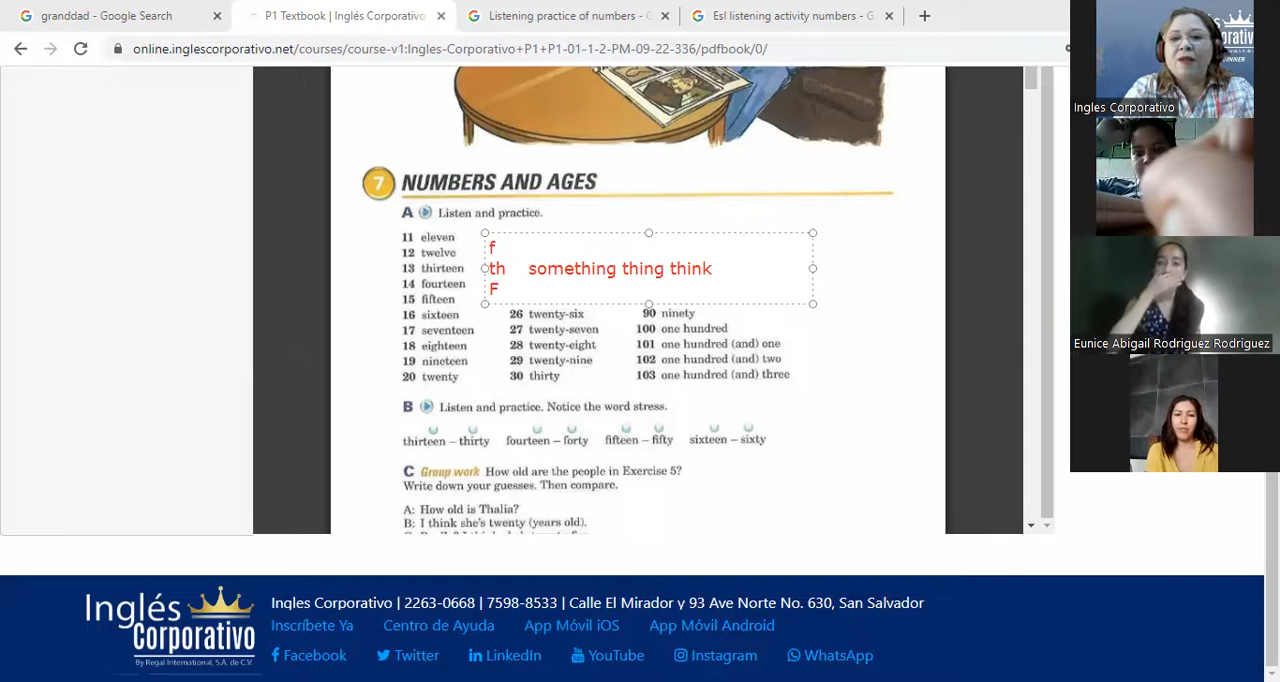 granddad - Google Search
P1 Textbook | Inglés Corporativo
Listening practice of numbers - G
Esl listening activity numbers - G
online.inglescorporativo.net/courses/course-v1:Ingles-Corporativo+P1+P1-01-1-2-PM-09-22-336/pdfbook/0/
7 NUMBERS AND AGES
A Listen and practice.
11 eleven
12 twelve
13 thirteen
14 fourteen
15 fifteen
16 sixteen
17 seventeen
18 eighteen
19 nineteen
20 twenty
f
th something thing think
F
26 twenty-six
27 twenty-seven
28 twenty-eight
29 twenty-nine
30 thirty
90 ninety
100 one hundred
101 one hundred (and) one
102 one hundred (and) two
103 one hundred (and) three
B Listen and practice. Notice the word stress.
thirteen – thirty fourteen – forty fifteen – fifty sixteen – sixty
C Group work How old are the people in Exercise 5?
Write down your guesses. Then compare.
A: How old is Thalia?
B: I think she's twenty (years old).
Ingles Corporativo
Eunice Abigail Rodriguez Rodriguez
Inglés
Corporativo
By Regal International, S.A. de C.V.
Ingles Corporativo | 2263-0668 | 7598-8533 | Calle El Mirador y 93 Ave Norte No. 630, San Salvador
Inscríbete Ya Centro de Ayuda App Móvil iOS App Móvil Android
Facebook Twitter LinkedIn YouTube Instagram WhatsApp